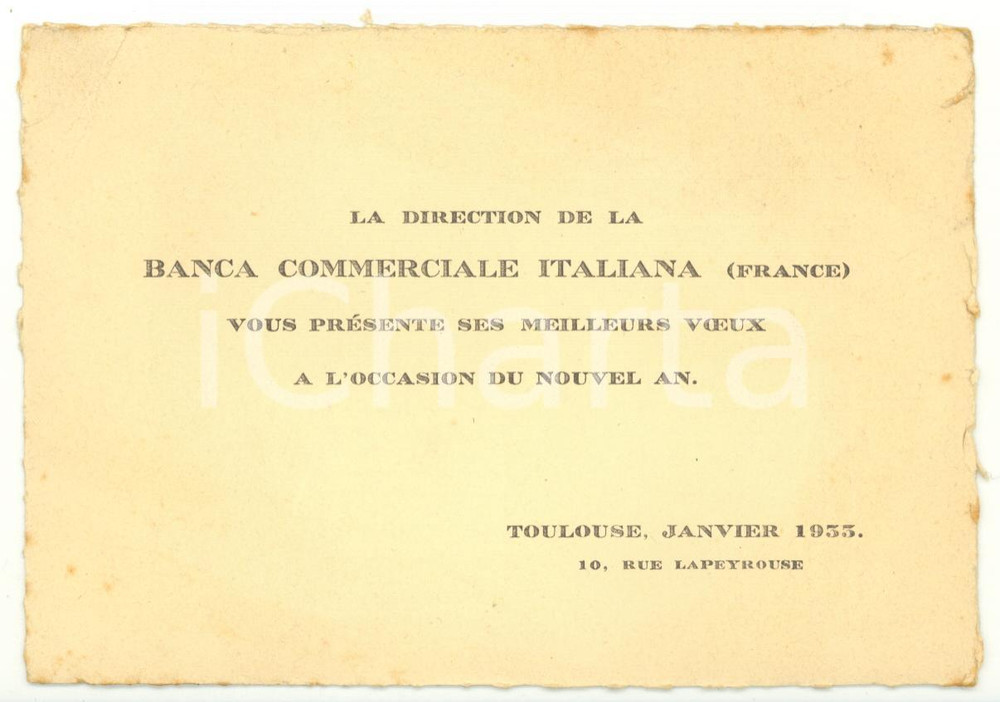 LA DIRECTION DE LA
BANCA COMMERCIALE ITALIANA (FRANCE)
VOUS PRÉSENTE SES MEILLEURS VŒUX
A L'OCCASION DU NOUVEL AN.
iCharta
TOULOUSE, JANVIER 1933.
10, RUE LAPEYROUSE